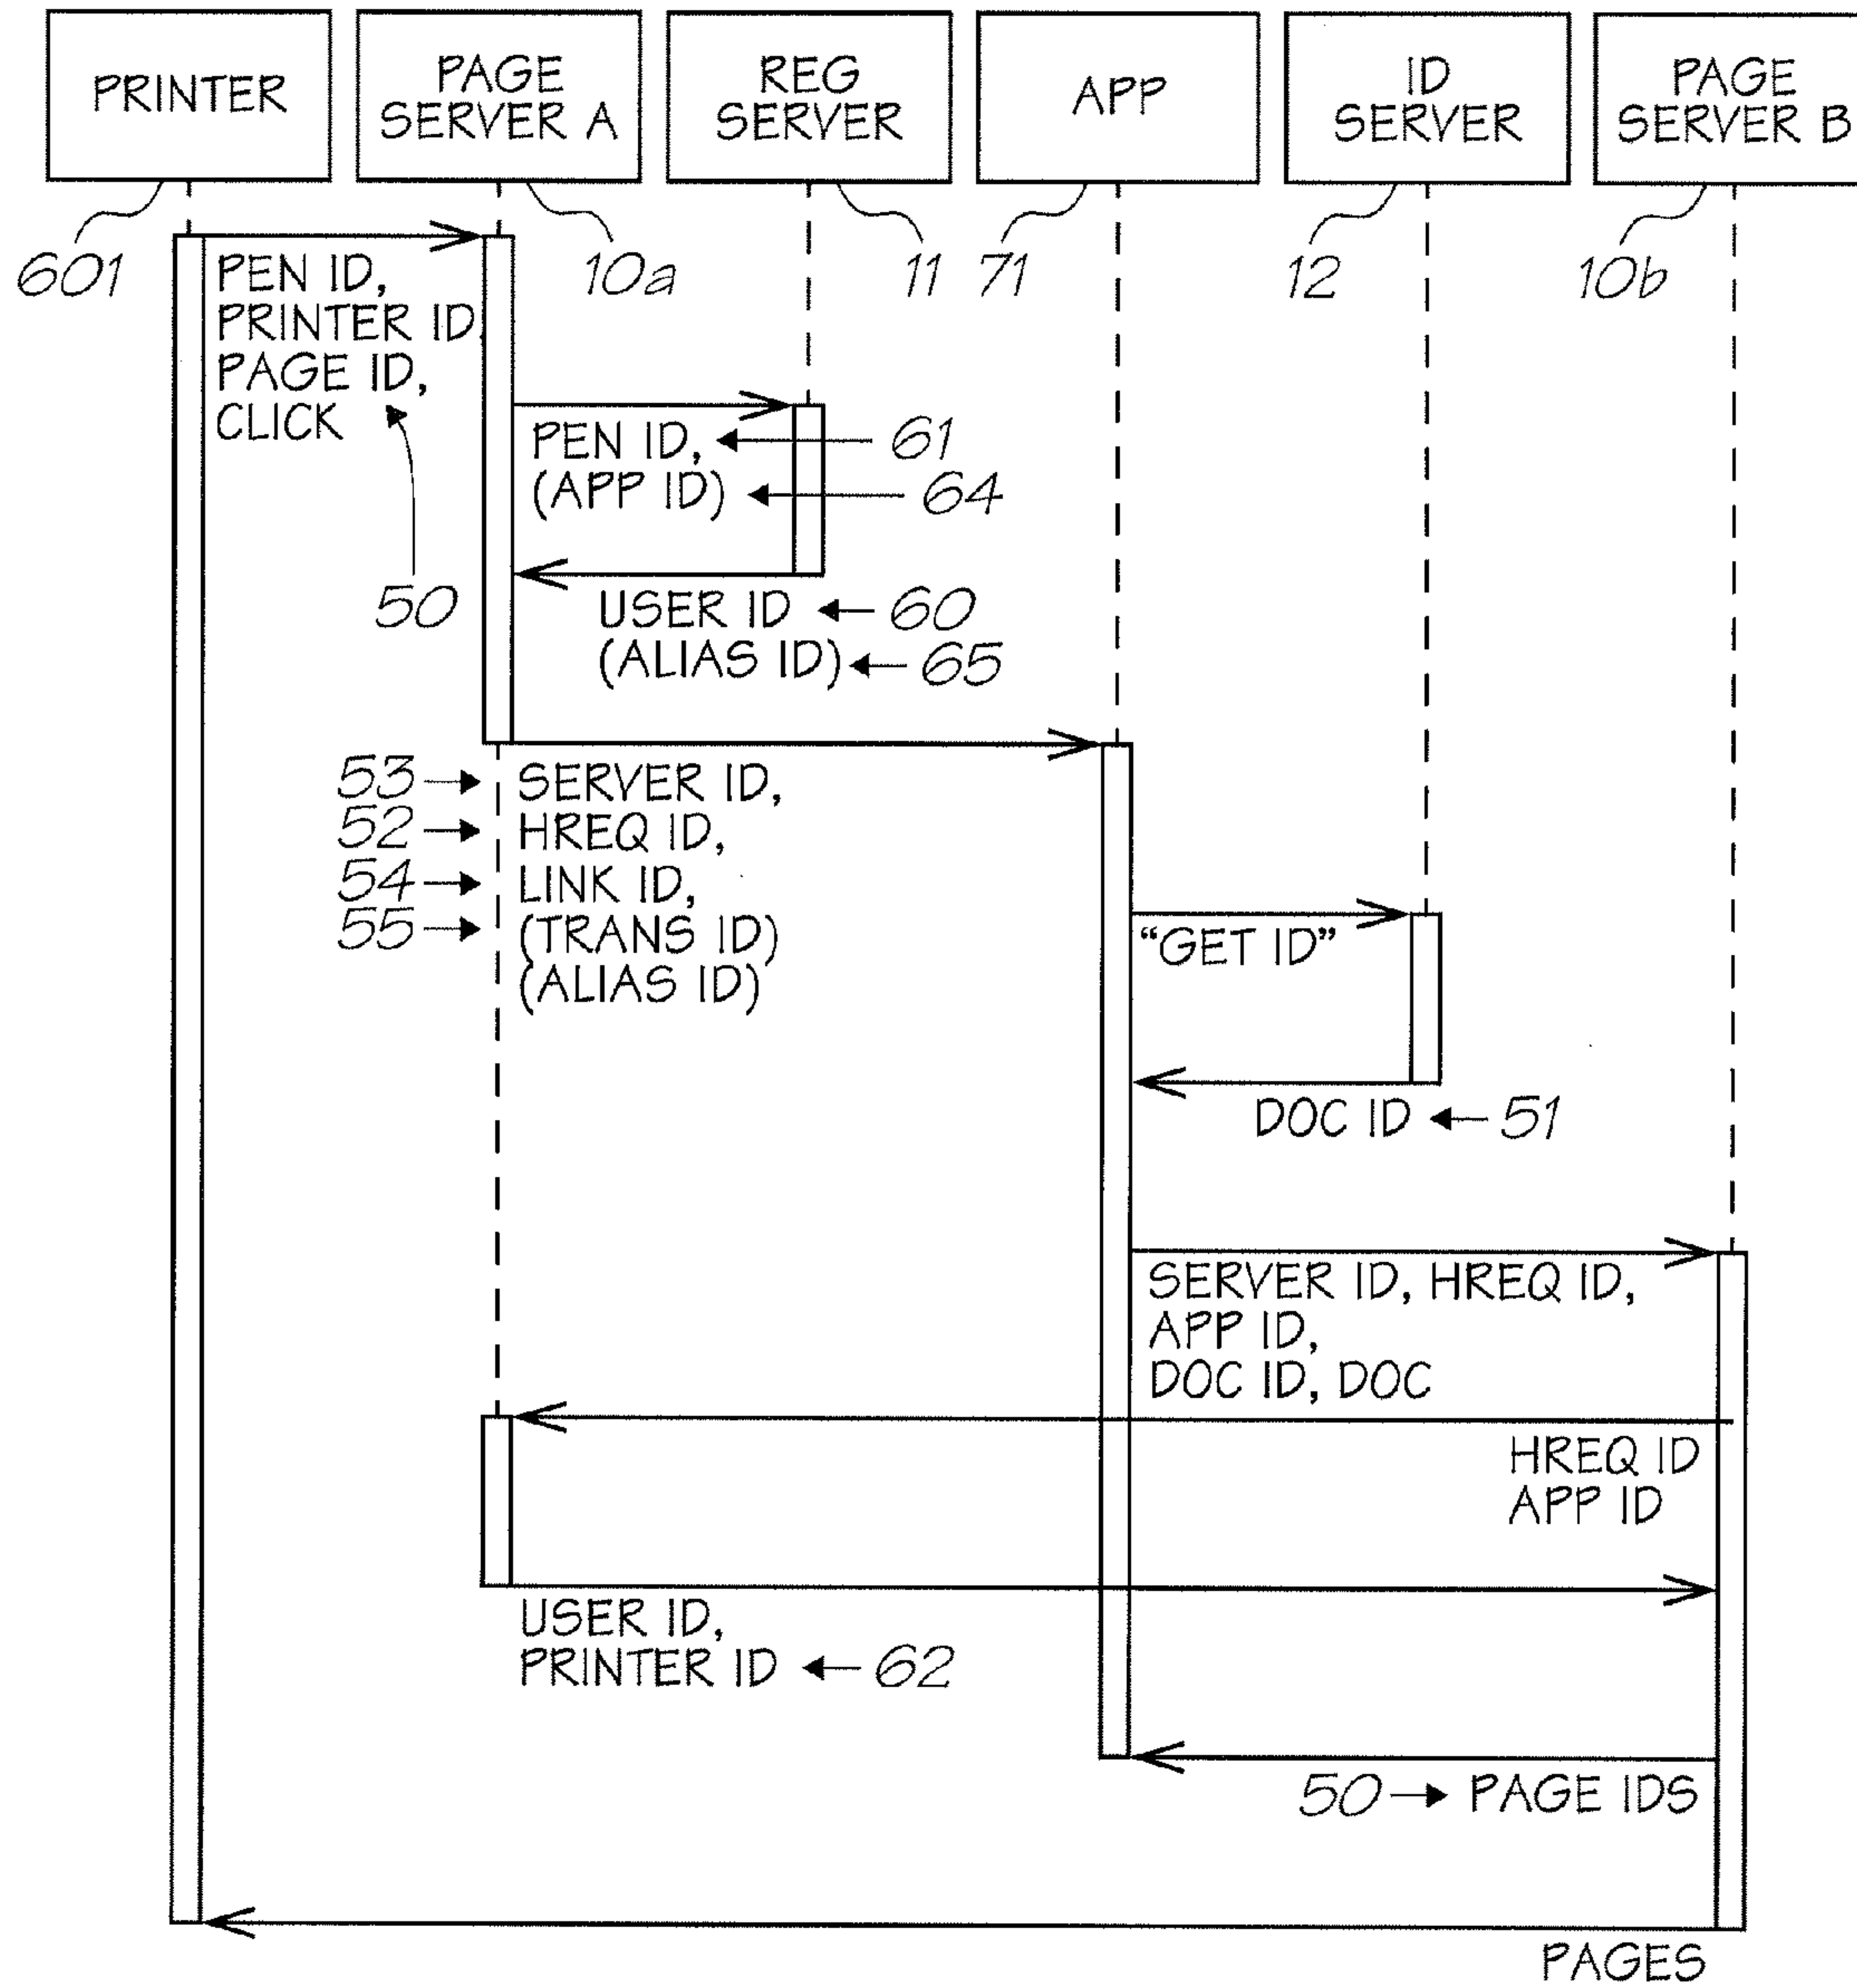 PRINTER
PAGE
SERVER A
REG
SERVER
APP
ID
SERVER
PAGE
SERVER B
601
10a
11
71
12
10b
PEN ID,
PRINTER ID,
PAGE ID,
CLICK
50
PEN ID,
61
(APP ID)
64
USER ID
60
(ALIAS ID)
65
53
SERVER ID,
52
HREQ ID,
54
LINK ID,
55
(TRANS ID)
(ALIAS ID)
“GET ID”
DOC ID
51
SERVER ID, HREQ ID,
APP ID,
DOC ID, DOC
HREQ ID
APP ID
USER ID,
PRINTER ID
62
50
PAGE IDS
PAGES